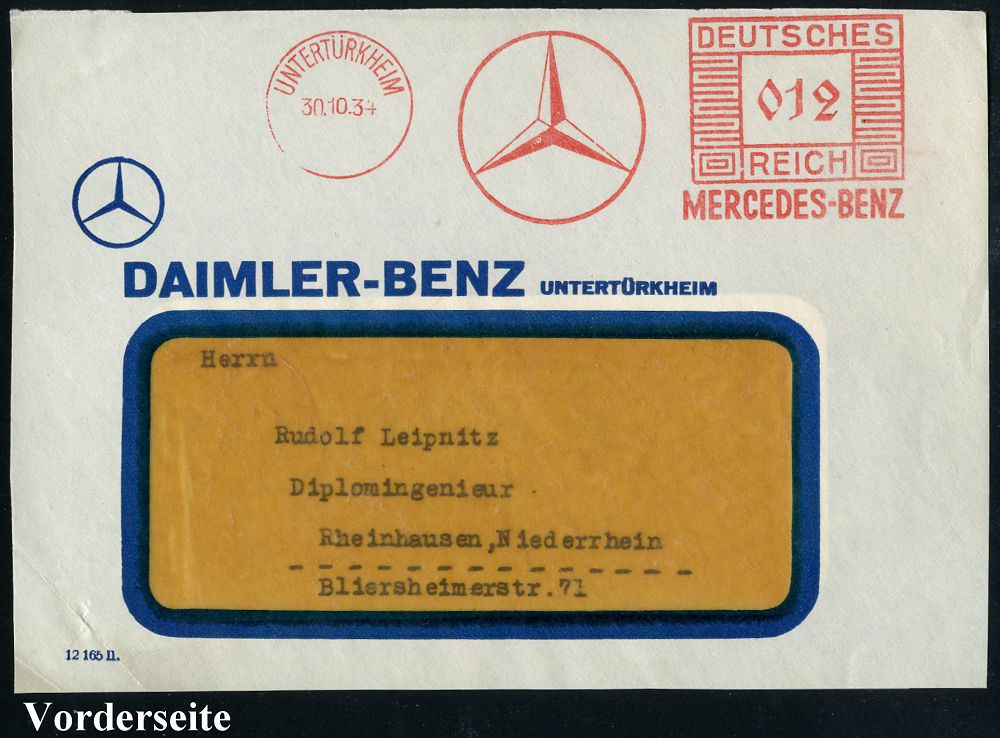 UNTERTÜRKHEIM
30.10.34
DEUTSCHES
012
REICH
MERCEDES-BENZ
DAIMLER-BENZ UNTERTÜRKHEIM
Herrn
Rudolf Leipnitz
Diplomingenieur
Rheinhausen,Niederrhein
Bliersheimerstr.71
12 165 II.
Vorderseite